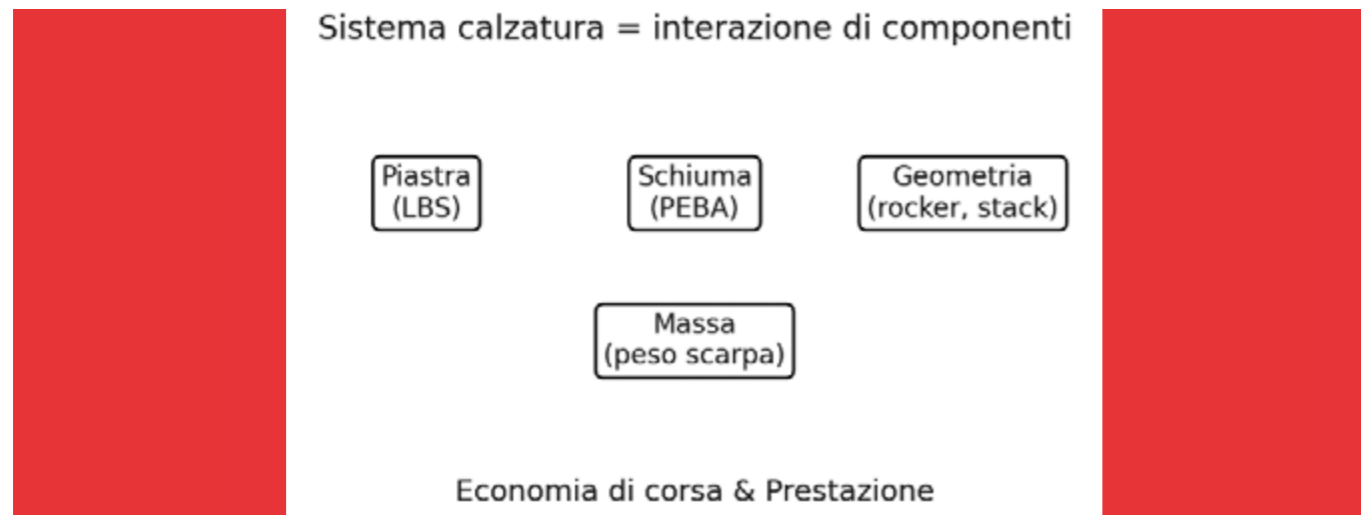 Sistema calzatura = interazione di componenti
Piastra
(LBS)
Schiuma
(PEBA)
Geometria
(rocker, stack)
Massa
(peso scarpa)
Economia di corsa & Prestazione